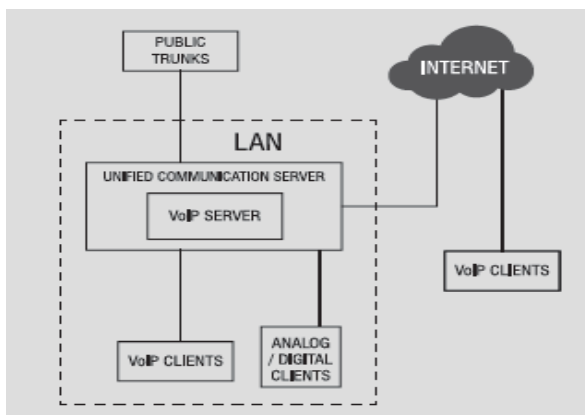 PUBLIC
TRUNKS
INTERNET
LAN
UNIFIED COMMUNICATION SERVER
VoIP SERVER
VoIP CLIENTS
VoIP CLIENTS
ANALOG
/ DIGITAL
CLIENTS